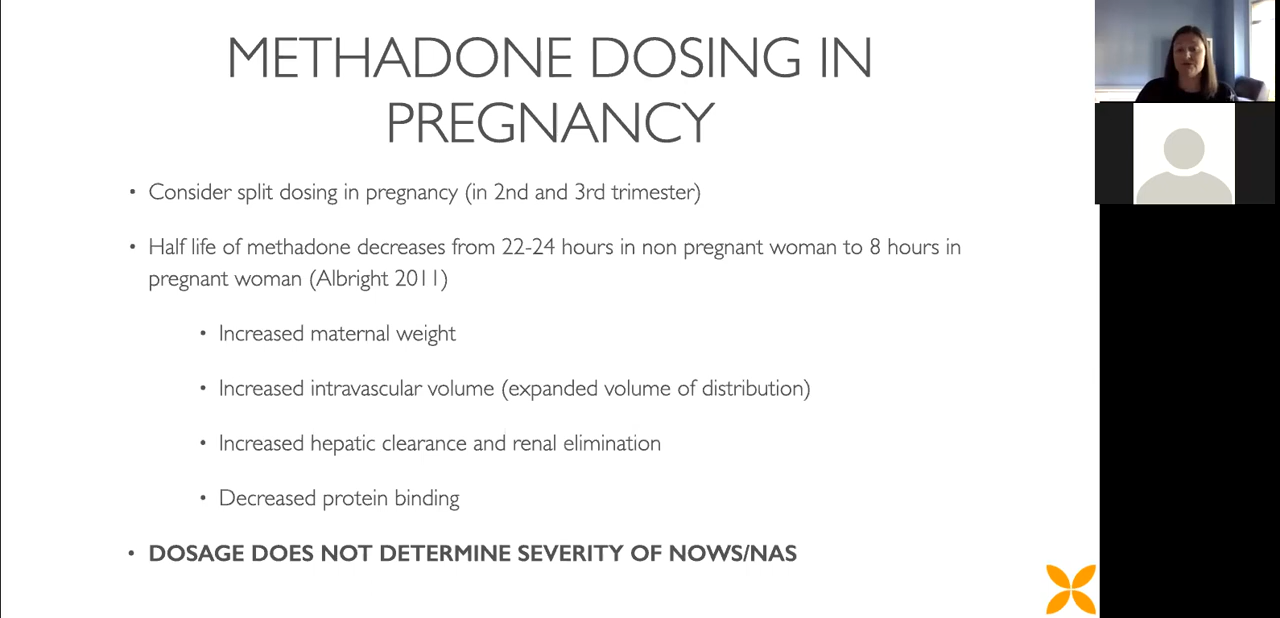 METHADONE DOSING IN
PREGNANCY
• Consider split dosing in pregnancy (in 2nd and 3rd trimester)
• Half life of methadone decreases from 22-24 hours in non pregnant woman to 8 hours in
pregnant woman (Albright 2011)
• Increased maternal weight
• Increased intravascular volume (expanded volume of distribution)
• Increased hepatic clearance and renal elimination
• Decreased protein binding
• DOSAGE DOES NOT DETERMINE SEVERITY OF NOWS/NAS